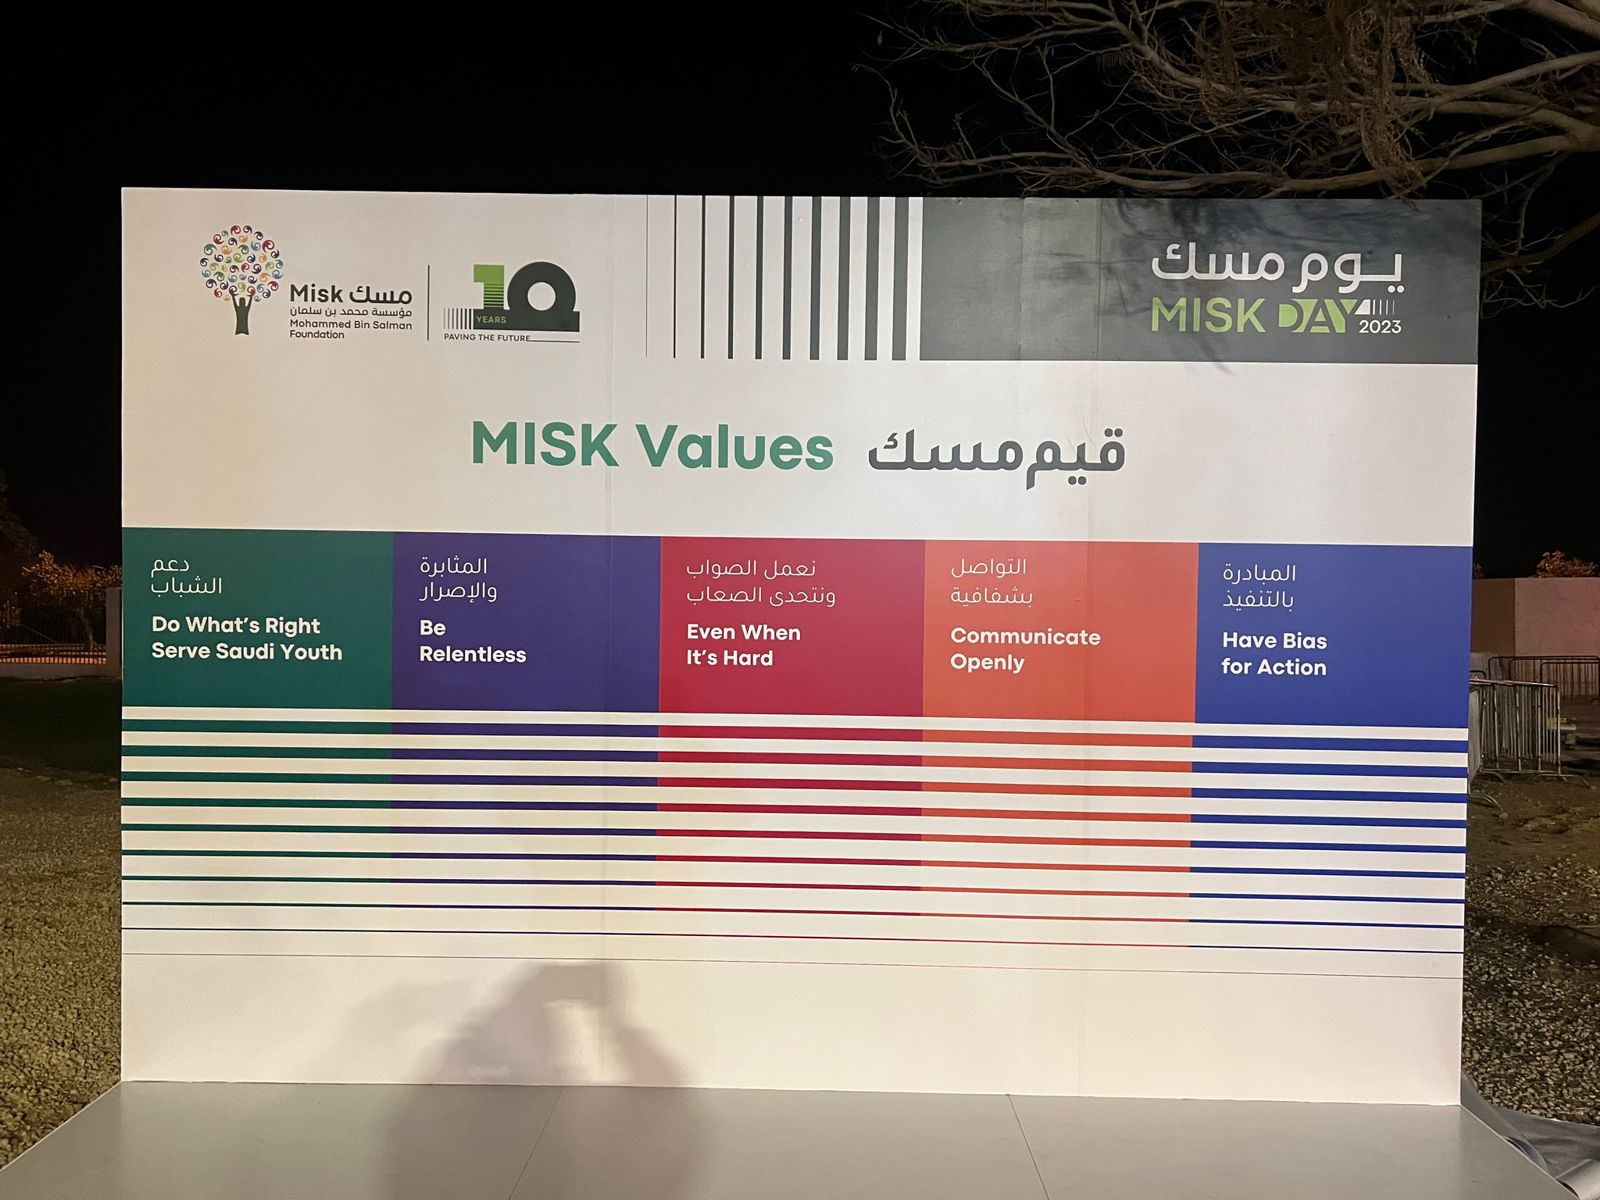 Misk مسك
مؤسسة محمد بن سلمان
Mohammed Bin Salman
Foundation
10
YEARS
PAVING THE FUTURE
يوم مسك
MISK DAY
2023
MISK Values قيم مسك
دعم
الشباب
Do What's Right
Serve Saudi Youth
المثابرة
والإصرار
Be
Relentless
نعمل الصواب
ونتحدى الصعاب
Even When
It's Hard
التواصل
بشفافية
Communicate
Openly
المبادرة
بالتنفيذ
Have Bias
for Action